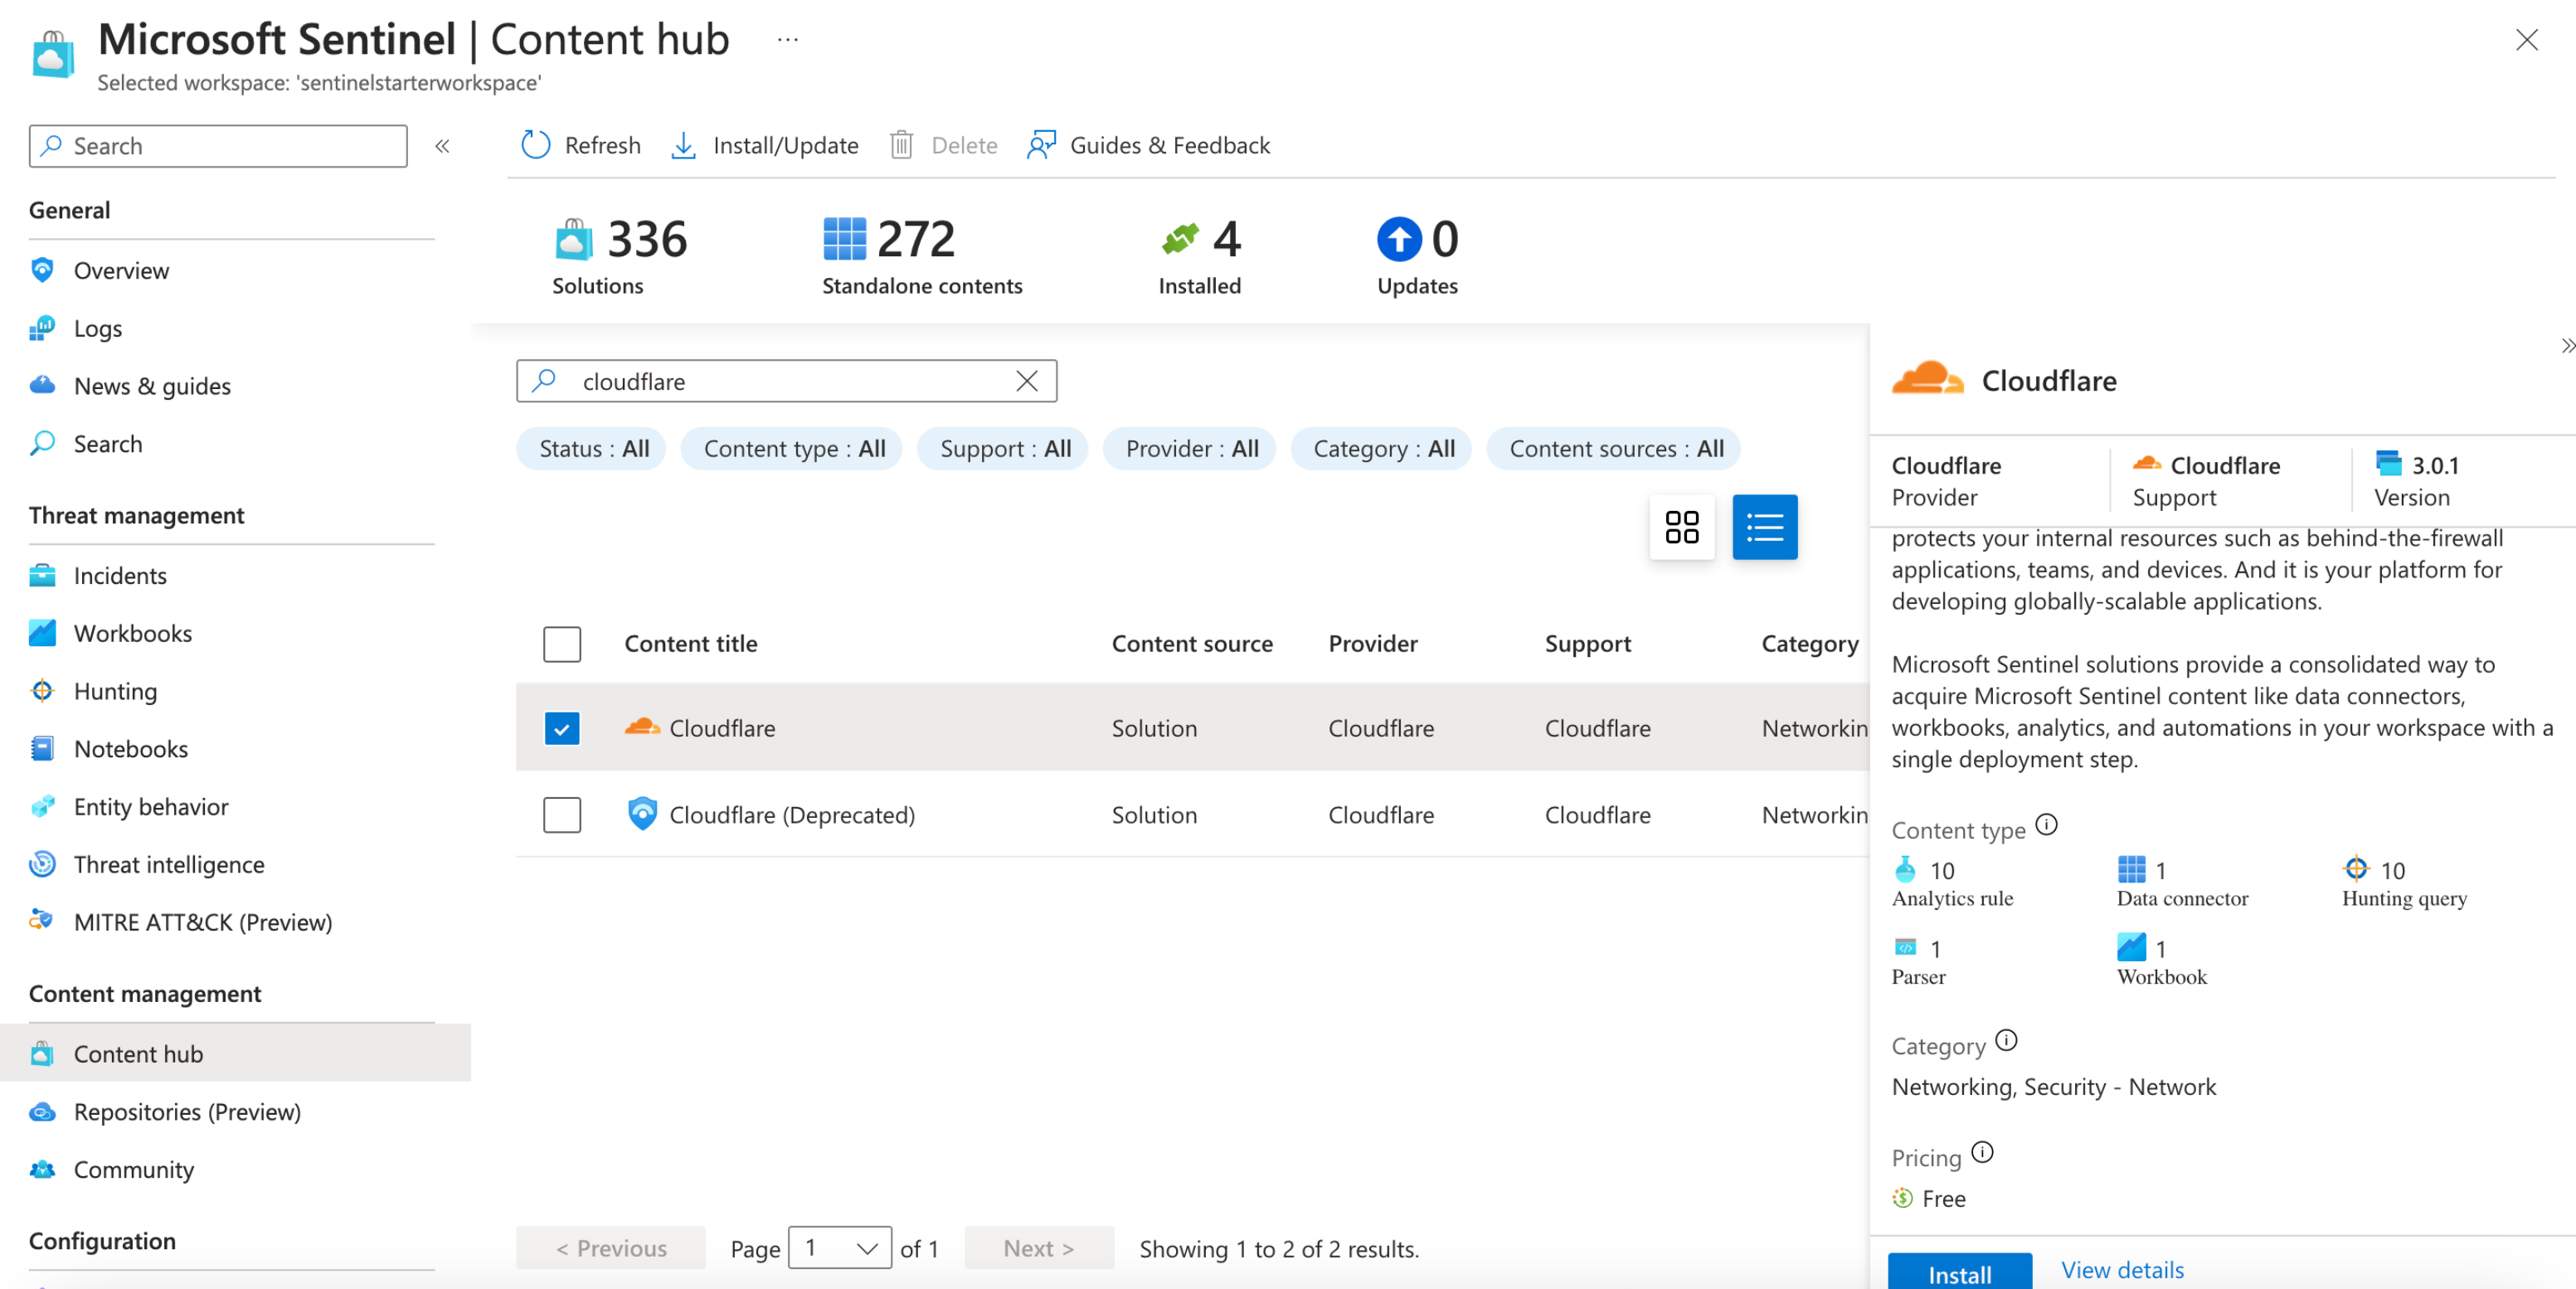 Microsoft Sentinel | Content hub ...
Selected workspace: 'sentinelstarterworkspace'
Search
«
General
Overview
Logs
News & guides
Search
Threat management
Incidents
Workbooks
Hunting
Notebooks
Entity behavior
Threat intelligence
MITRE ATT&CK (Preview)
Content management
Content hub
Repositories (Preview)
Community
Configuration
Refresh Install/Update Delete Guides & Feedback
336 272 4 0
Solutions Standalone contents Installed Updates
cloudflare
Status : All Content type : All Support : All Provider : All Category : All Content sources : All
Content title Content source Provider Support Category
Cloudflare Solution Cloudflare Cloudflare Networkin
Cloudflare (Deprecated) Solution Cloudflare Cloudflare Networkin
< Previous Page 1 of 1 Next > Showing 1 to 2 of 2 results.
»
Cloudflare
Cloudflare Cloudflare 3.0.1
Provider Support Version
protects your internal resources such as behind-the-firewall
applications, teams, and devices. And it is your platform for
developing globally-scalable applications.
Microsoft Sentinel solutions provide a consolidated way to
acquire Microsoft Sentinel content like data connectors,
workbooks, analytics, and automations in your workspace with a
single deployment step.
Content type
10 1 10
Analytics rule Data connector Hunting query
1 1
Parser Workbook
Category
Networking, Security - Network
Pricing
Free
Install View details